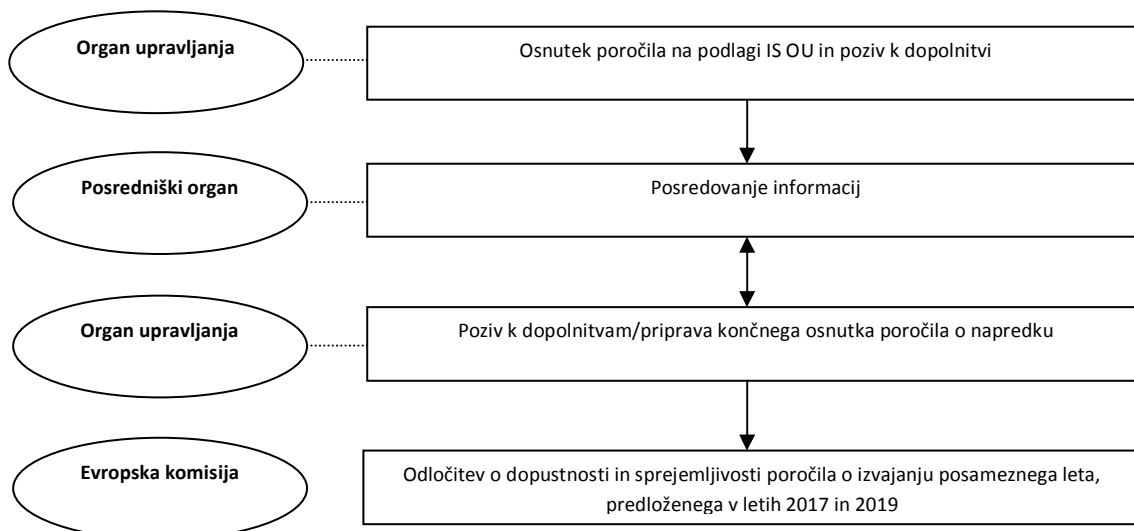 Organ upravljanja
Osnutek poročila na podlagi IS OU in poziv k dopolnitvi
Posredniški organ
Posredovanje informacij
Organ upravljanja
Poziv k dopolnitvam/priprava končnega osnutka poročila o napredku
Evropska komisija
Odločitev o dopustnosti in sprejemljivosti poročila o izvajanju posameznega leta,
predloženega v letih 2017 in 2019